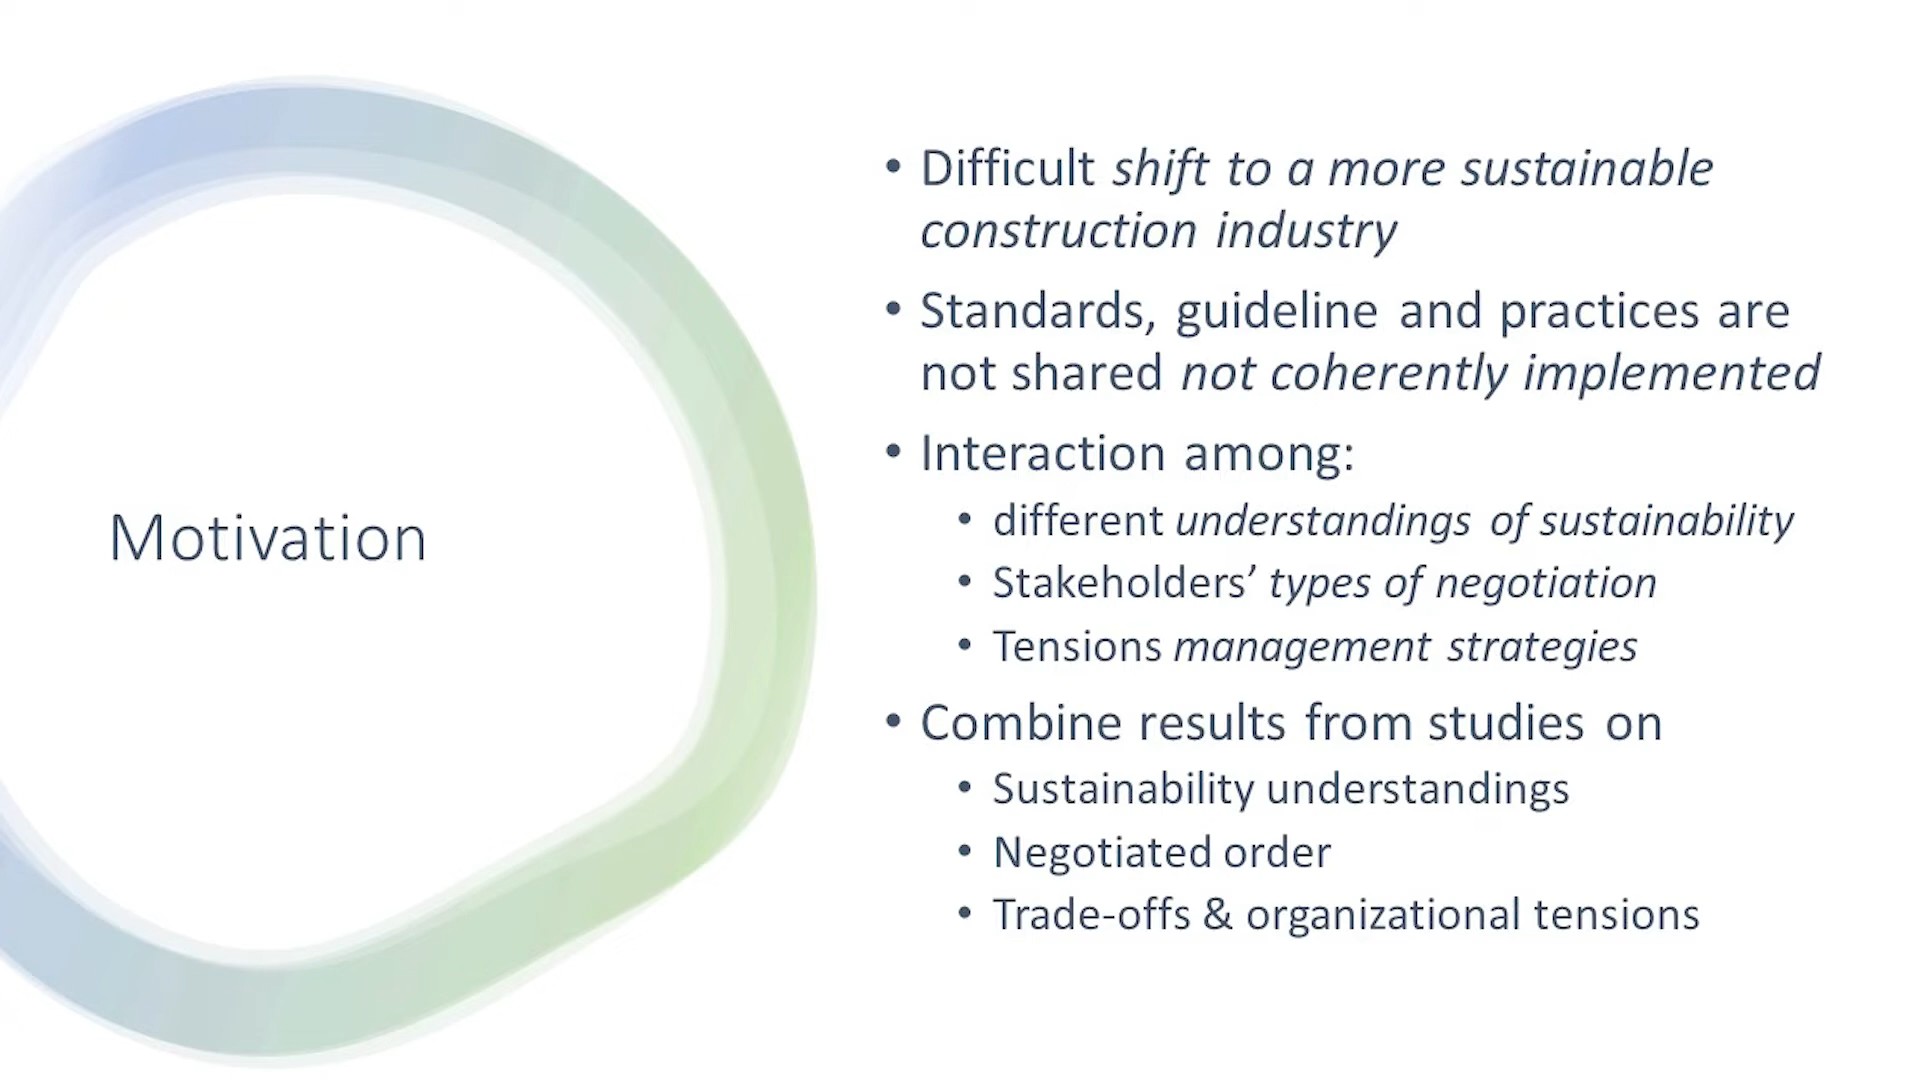 Motivation
• Difficult shift to a more sustainable
construction industry
• Standards, guideline and practices are
not shared not coherently implemented
• Interaction among:
• different understandings of sustainability
• Stakeholders’ types of negotiation
• Tensions management strategies
• Combine results from studies on
• Sustainability understandings
• Negotiated order
• Trade-offs & organizational tensions